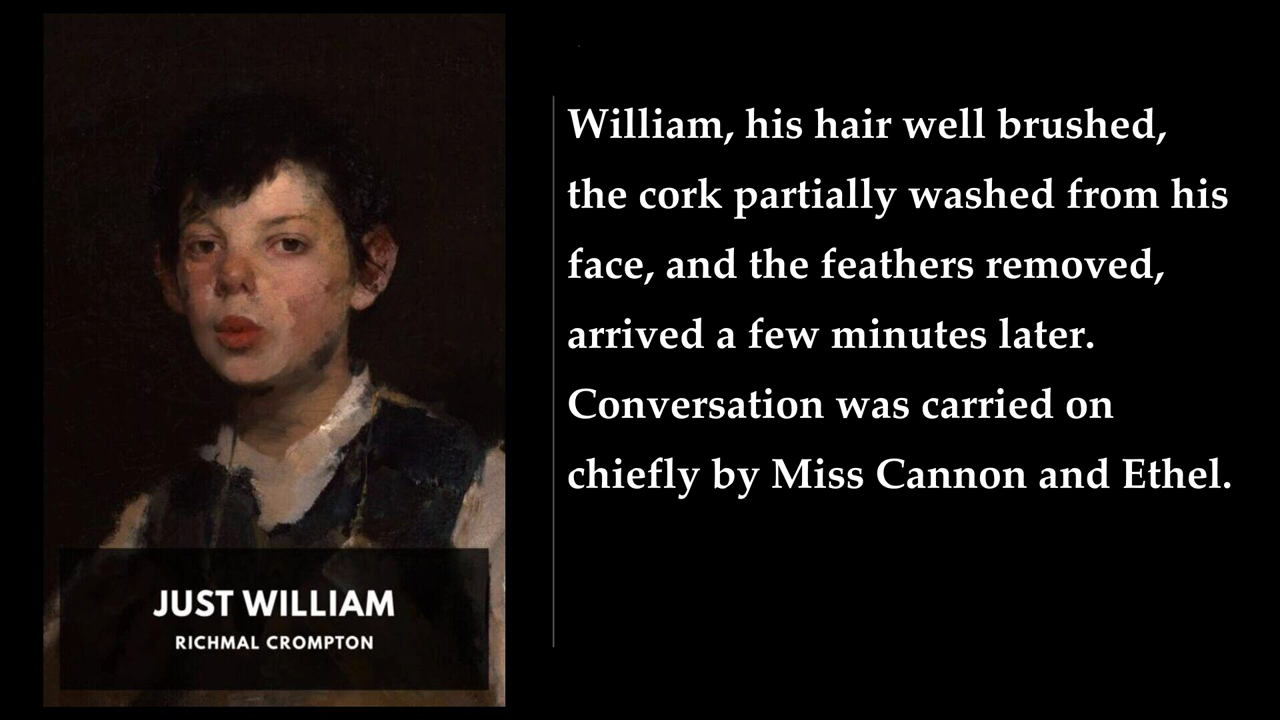 JUST WILLIAM
RICHMAL CROMPTON
William, his hair well brushed,
the cork partially washed from his
face, and the feathers removed,
arrived a few minutes later.
Conversation was carried on
chiefly by Miss Cannon and Ethel.